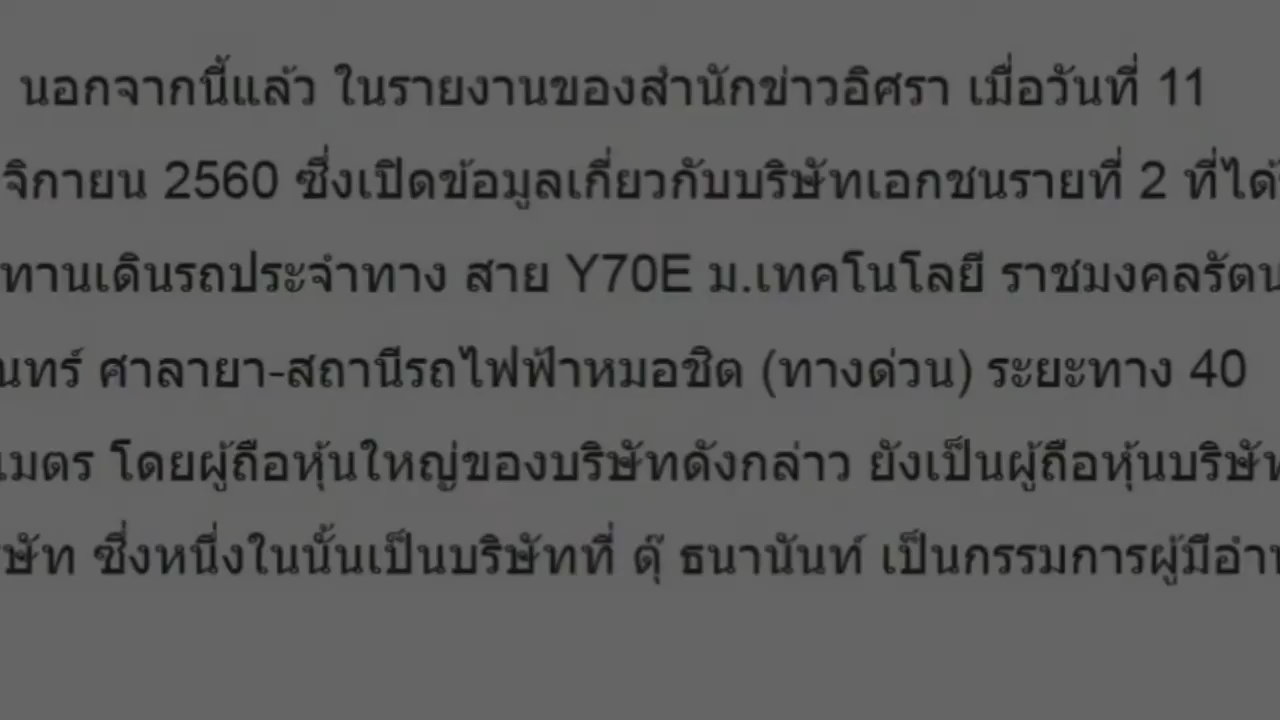 นอกจากนี้แล้ว ในรายงานของสำนักข่าวอิศรา เมื่อวันที่ 11
จิกายน 2560 ซึ่งเปิดข้อมูลเกี่ยวกับบริษัทเอกชนรายที่ 2 ที่ได้
ทานเดินรถประจำทาง สาย Y70E ม.เทคโนโลยี ราชมงคลรัตน
นทร์ ศาลายา-สถานีรถไฟฟ้าหมอชิต (ทางด่วน) ระยะทาง 40
เมตร โดยผู้ถือหุ้นใหญ่ของบริษัทดังกล่าว ยังเป็นผู้ถือหุ้นบริษัท
ษัท ซึ่งหนึ่งในนั้นเป็นบริษัทที่ ดุ๊ ธนานันท์ เป็นกรรมการผู้มีอำน